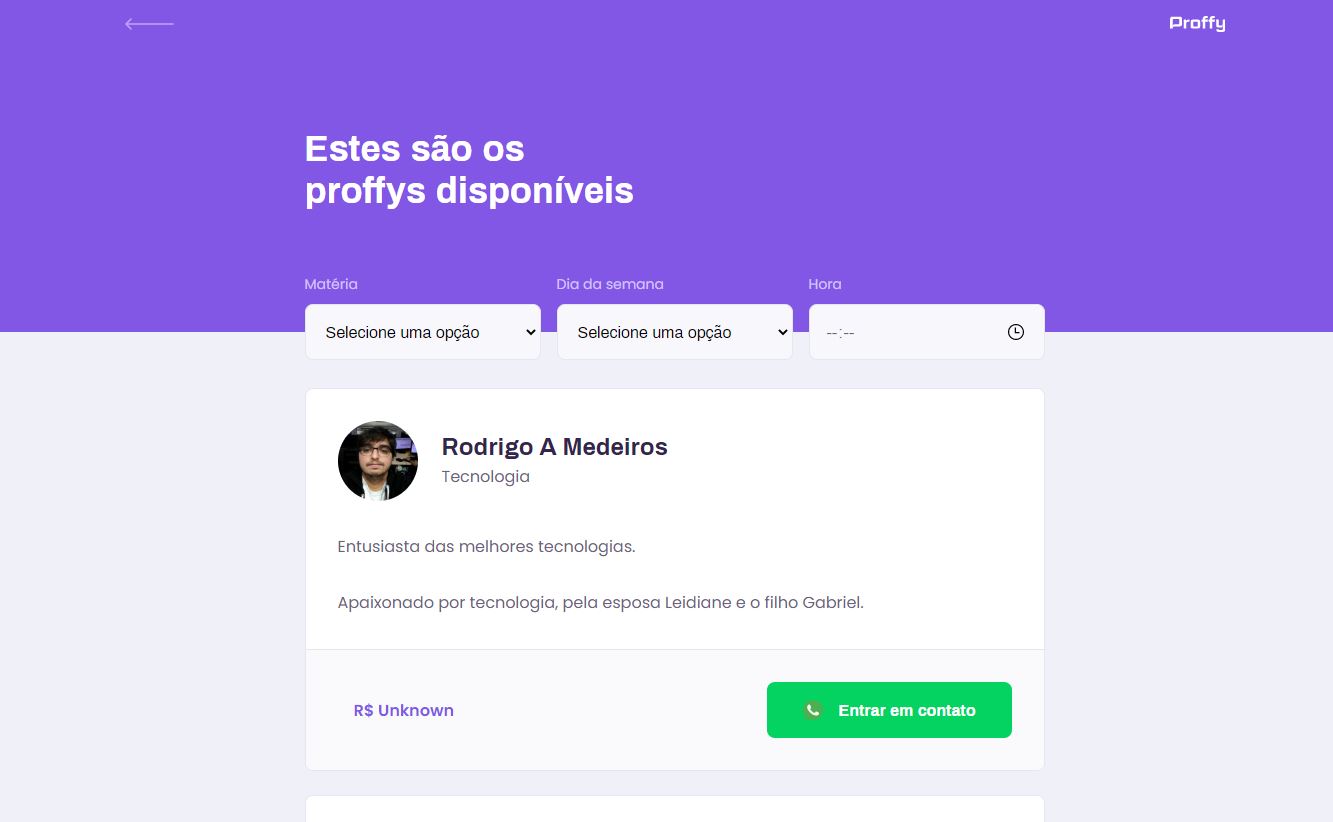 Proffy
Estes são os
proffys disponíveis
Matéria
Dia da semana
Hora
Selecione uma opção
Selecione uma opção
--:--
Rodrigo A Medeiros
Tecnologia
Entusiasta das melhores tecnologias.
Apaixonado por tecnologia, pela esposa Leidiane e o filho Gabriel.
R$ Unknown
Entrar em contato